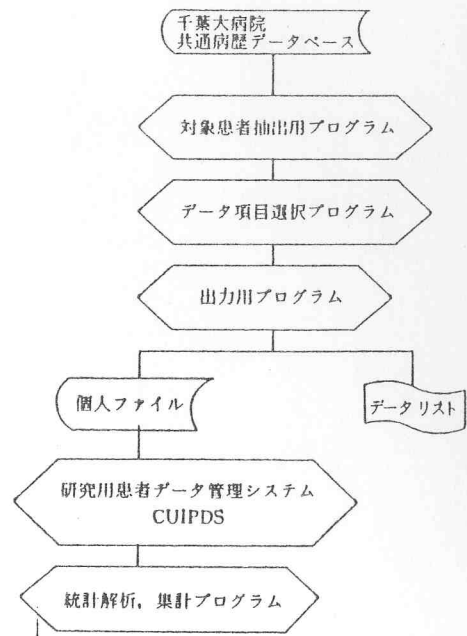 千葉大病院
共通病歴データベース
対象患者抽出用プログラム
データ項目選択プログラム
出力用プログラム
個人ファイル
データリスト
研究用患者データ管理システム
CUIPDS
統計解析，集計プログラム